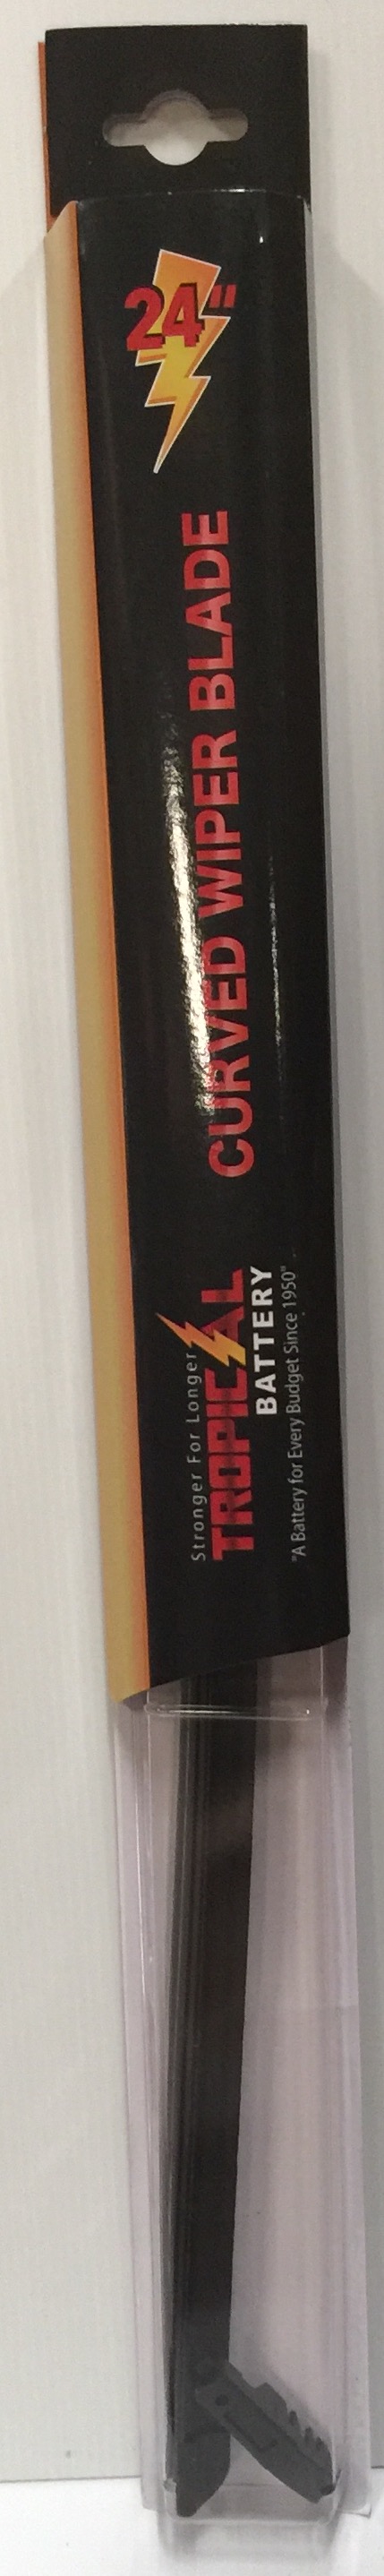 24"
CURVED WIPER BLADE
Stronger For Longer
TROPICAL
BATTERY
"A Battery for Every Budget Since 1950"